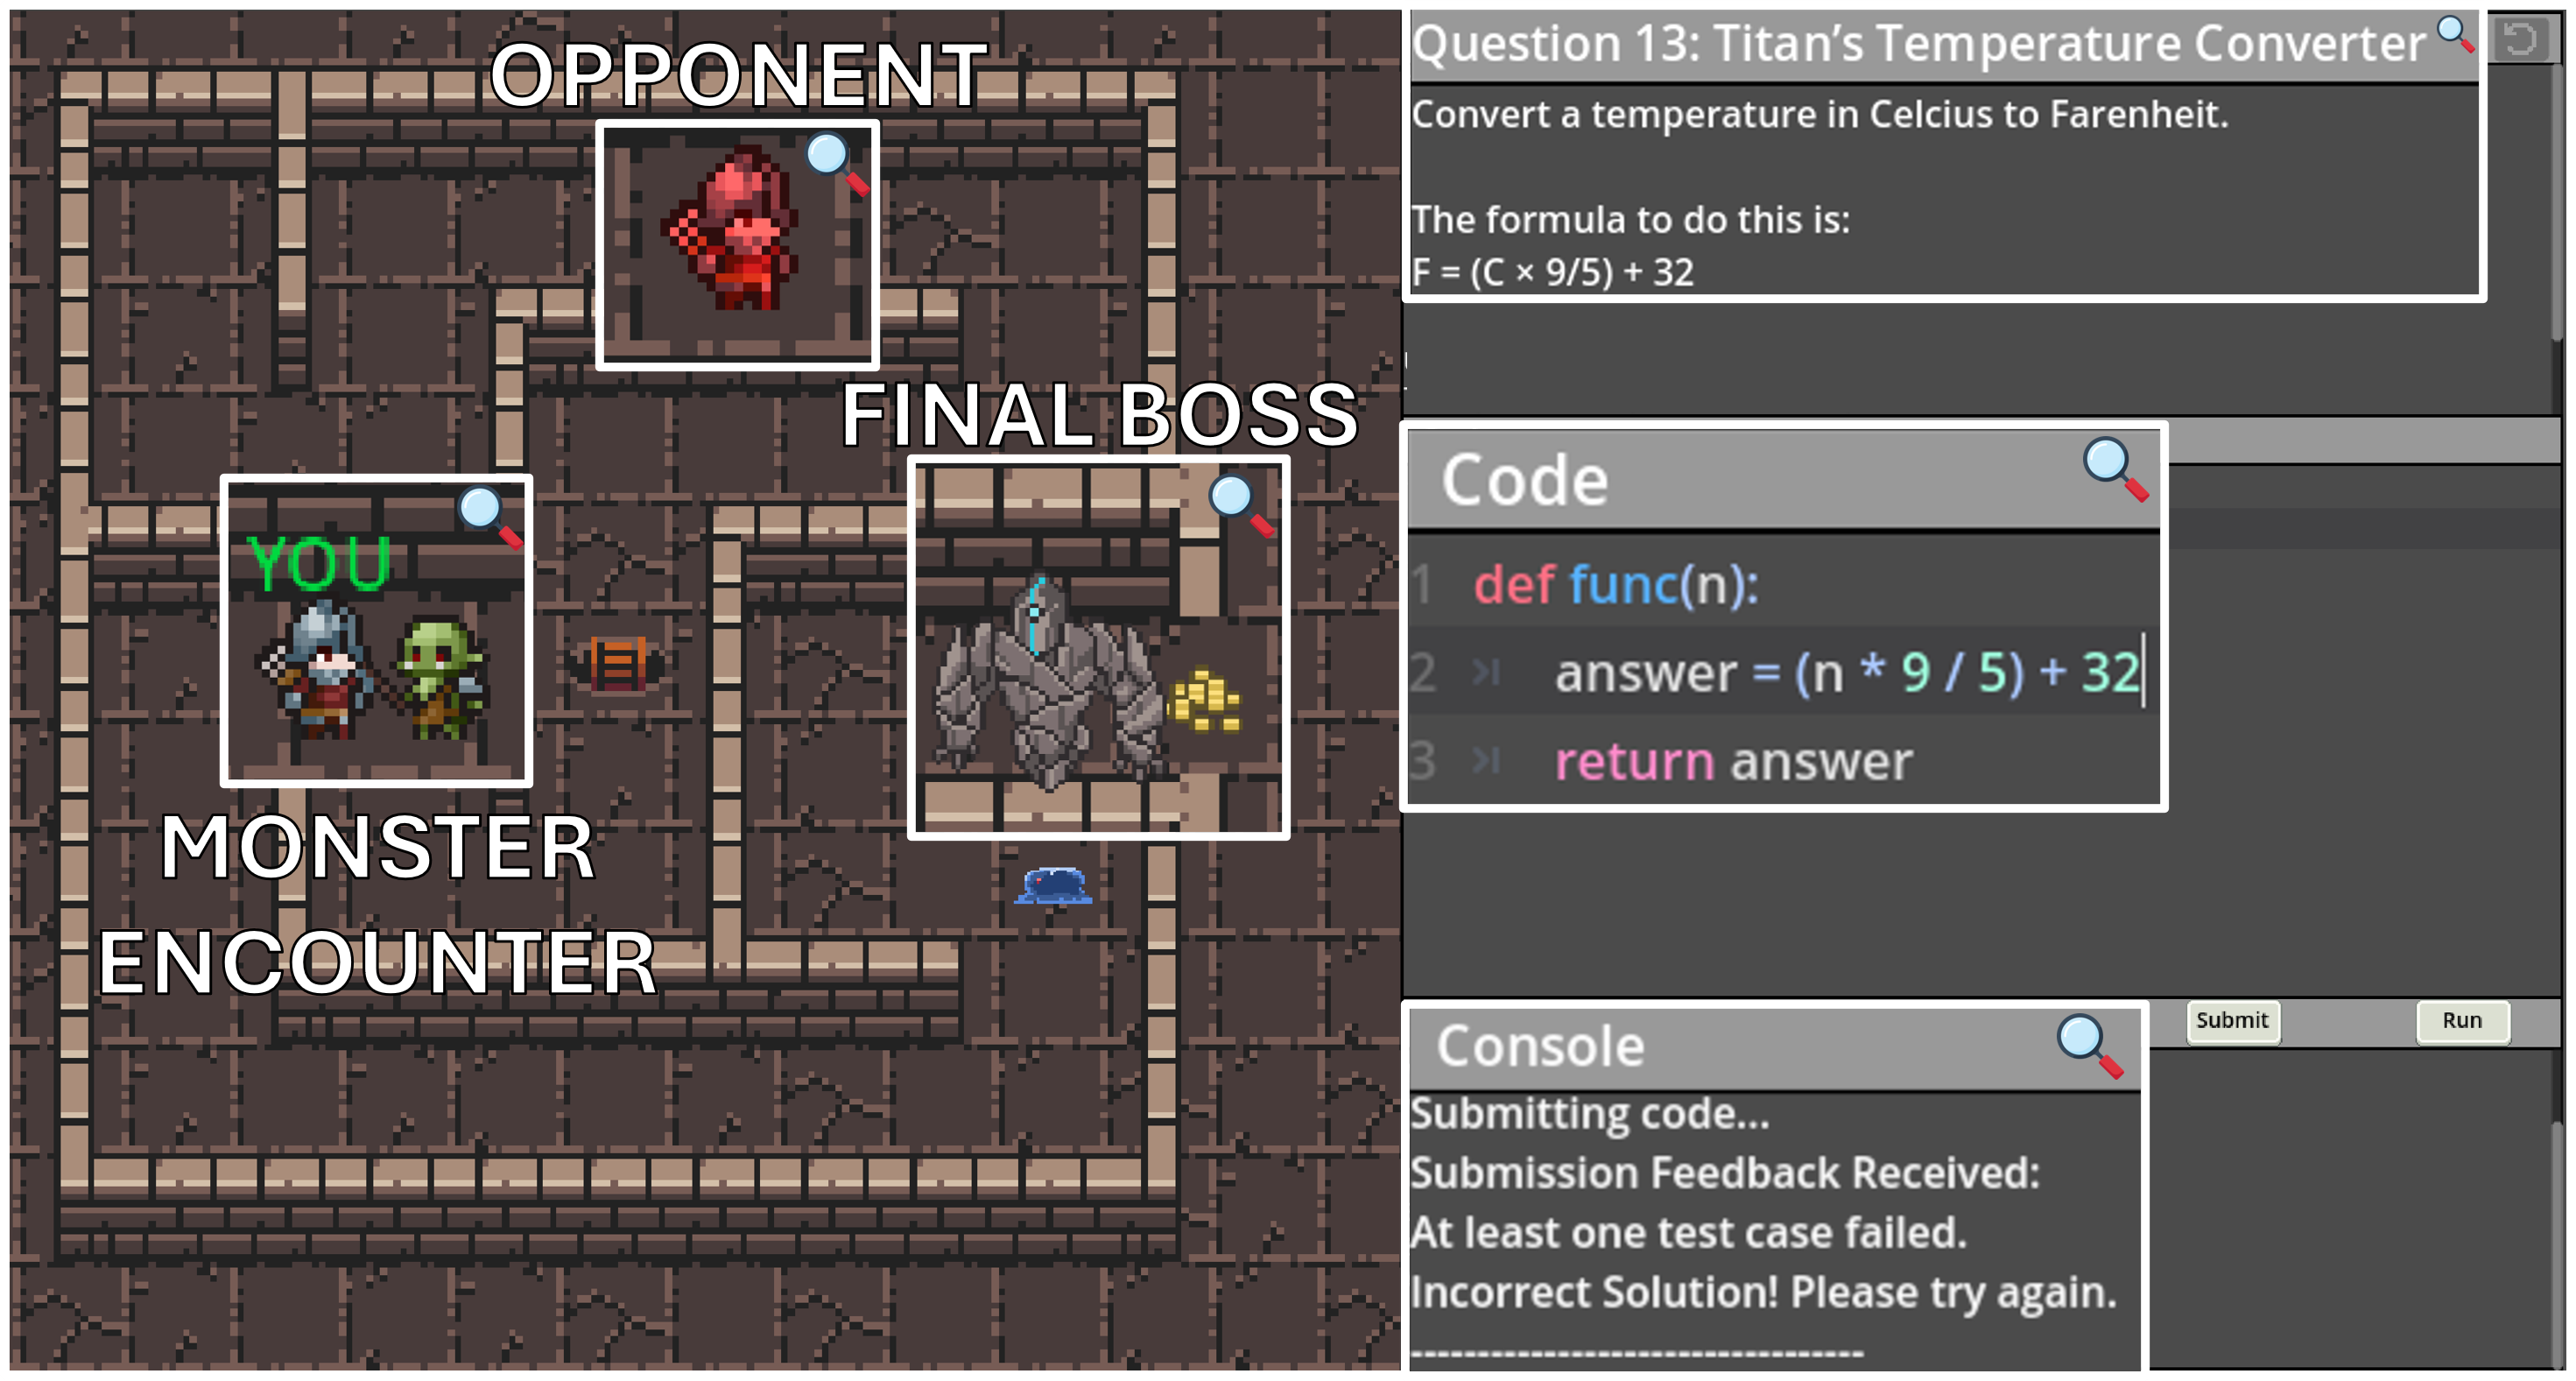 OPPONENT
FINAL BOSS
YOU
MONSTER
ENCOUNTER
Question 13: Titan's Temperature Converter
Convert a temperature in Celcius to Farenheit.
The formula to do this is:
F = (C × 9/5) + 32
Code
1 def func(n):
2 answer = (n * 9 / 5) + 32
3 return answer
Submit
Run
Console
Submitting code...
Submission Feedback Received:
At least one test case failed.
Incorrect Solution! Please try again.
----------------------------------